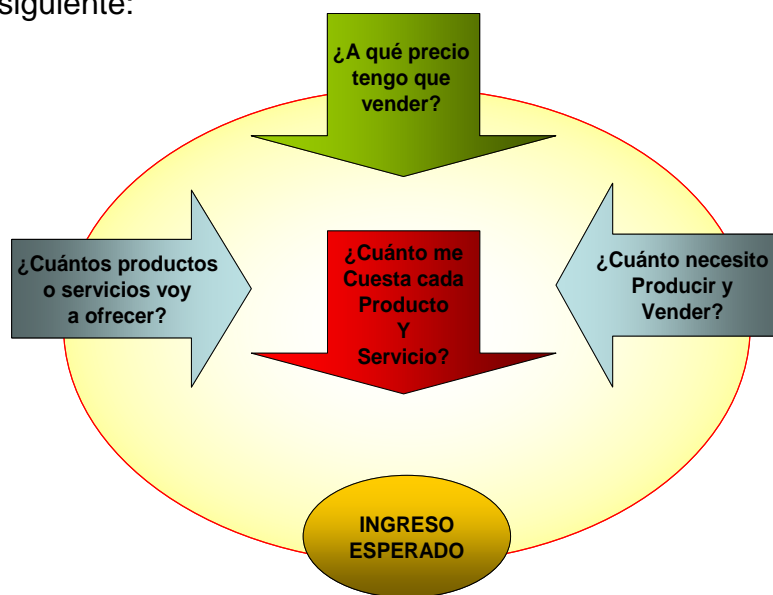 siguiente:
¿A qué precio
tengo que
vender?
¿Cuántos productos
o servicios voy
a ofrecer?
¿Cuánto me
Cuesta cada
Producto
Y
Servicio?
¿Cuánto necesito
Producir y
Vender?
INGRESO
ESPERADO